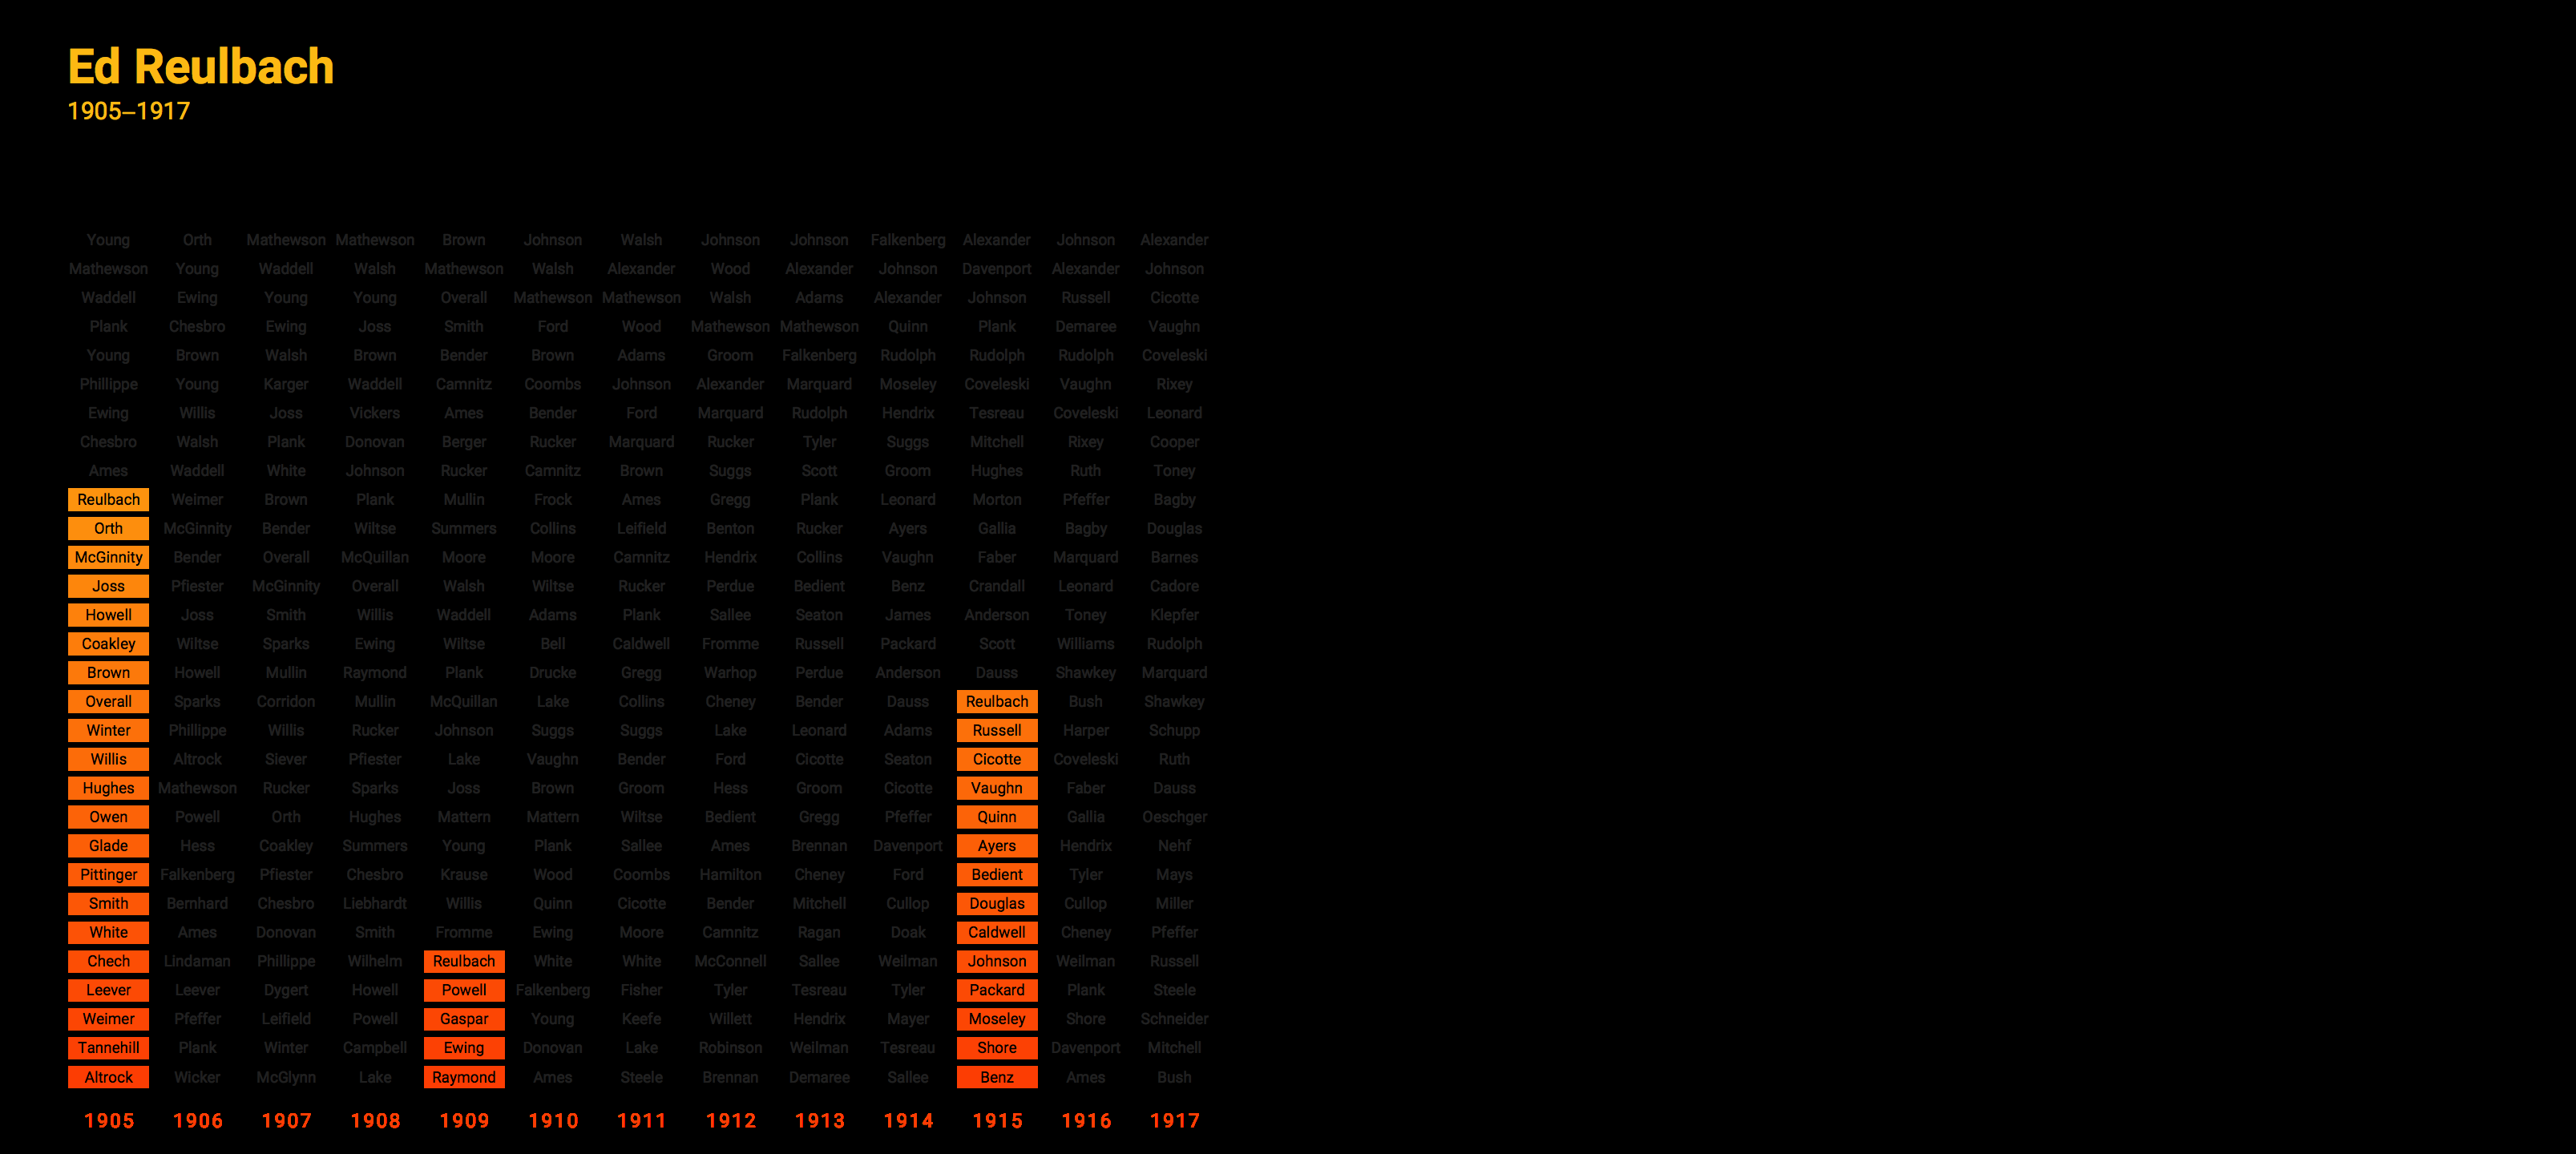 Ed Reulbach
1905–1917
Young Orth Mathewson Mathewson Brown Johnson Walsh Johnson Johnson Falkenberg Alexander Johnson Alexander
Mathewson Young Waddell Walsh Mathewson Walsh Alexander Wood Alexander Johnson Davenport Alexander Johnson
Waddell Ewing Young Young Overall Mathewson Mathewson Walsh Adams Alexander Johnson Russell Cicotte
Plank Chesbro Ewing Joss Smith Ford Wood Mathewson Mathewson Quinn Plank Demaree Vaughn
Young Brown Walsh Brown Bender Brown Adams Groom Falkenberg Rudolph Rudolph Rudolph Coveleski
Phillippe Young Karger Waddell Camnitz Coombs Johnson Alexander Marquard Moseley Coveleski Vaughn Rixey
Ewing Willis Joss Vickers Ames Bender Ford Marquard Rudolph Hendrix Tesreau Coveleski Leonard
Chesbro Walsh Plank Donovan Berger Rucker Marquard Rucker Tyler Suggs Mitchell Rixey Cooper
Ames Waddell White Johnson Rucker Camnitz Brown Suggs Scott Groom Hughes Ruth Toney
Reulbach Weimer Brown Plank Mullin Frock Ames Gregg Plank Leonard Morton Pfeffer Bagby
Orth McGinnity Bender Wiltse Summers Collins Leifield Benton Rucker Ayers Gallia Bagby Douglas
McGinnity Bender Overall McQuillan Moore Moore Camnitz Hendrix Collins Vaughn Faber Marquard Barnes
Joss Pfiester McGinnity Overall Walsh Wiltse Rucker Perdue Bedient Benz Crandall Leonard Cadore
Howell Joss Smith Willis Waddell Adams Plank Sallee Seaton James Anderson Toney Klepfer
Coakley Wiltse Sparks Ewing Wiltse Bell Caldwell Fromme Russell Packard Scott Williams Rudolph
Brown Howell Mullin Raymond Plank Drucke Gregg Warhop Perdue Anderson Dauss Shawkey Marquard
Overall Sparks Corridon Mullin McQuillan Lake Collins Cheney Bender Dauss Reulbach Bush Shawkey
Winter Phillippe Willis Rucker Johnson Suggs Suggs Lake Leonard Adams Russell Harper Schupp
Willis Altrock Siever Pfiester Lake Vaughn Bender Ford Cicotte Seaton Cicotte Coveleski Ruth
Hughes Mathewson Rucker Sparks Joss Brown Groom Hess Groom Cicotte Vaughn Faber Dauss
Owen Powell Orth Hughes Mattern Mattern Wiltse Bedient Gregg Pfeffer Quinn Gallia Oeschger
Glade Hess Coakley Summers Young Plank Sallee Ames Brennan Davenport Ayers Hendrix Nehf
Pittinger Falkenberg Pfiester Chesbro Krause Wood Coombs Hamilton Cheney Ford Bedient Tyler Mays
Smith Bernhard Chesbro Liebhardt Willis Quinn Cicotte Bender Mitchell Cullop Douglas Cullop Miller
White Ames Donovan Smith Fromme Ewing Moore Camnitz Ragan Doak Caldwell Cheney Pfeffer
Chech Lindaman Phillippe Wilhelm Reulbach White White McConnell Sallee Weilman Johnson Weilman Russell
Leever Leever Dygert Howell Powell Falkenberg Fisher Tyler Tesreau Tyler Packard Plank Steele
Weimer Pfeffer Leifield Powell Gaspar Young Keefe Willett Hendrix Mayer Moseley Shore Schneider
Tannehill Plank Winter Campbell Ewing Donovan Lake Robinson Weilman Tesreau Shore Davenport Mitchell
Altrock Wicker McGlynn Lake Raymond Ames Steele Brennan Demaree Sallee Benz Ames Bush
1905 1906 1907 1908 1909 1910 1911 1912 1913 1914 1915 1916 1917